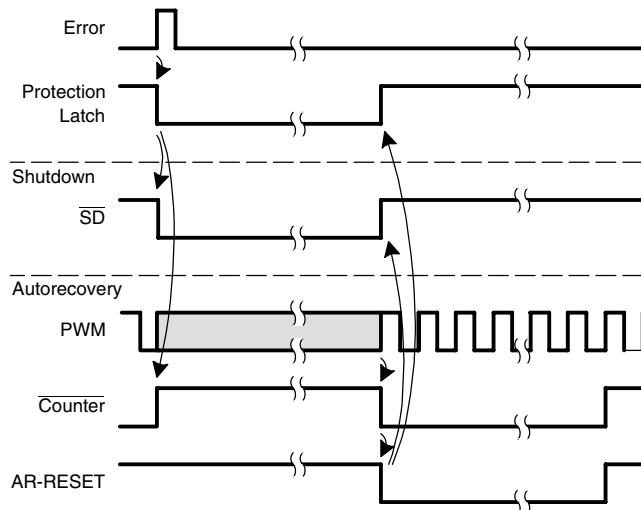 Error
Protection
Latch
Shutdown
SD
Autorecovery
PWM
Counter
AR-RESET